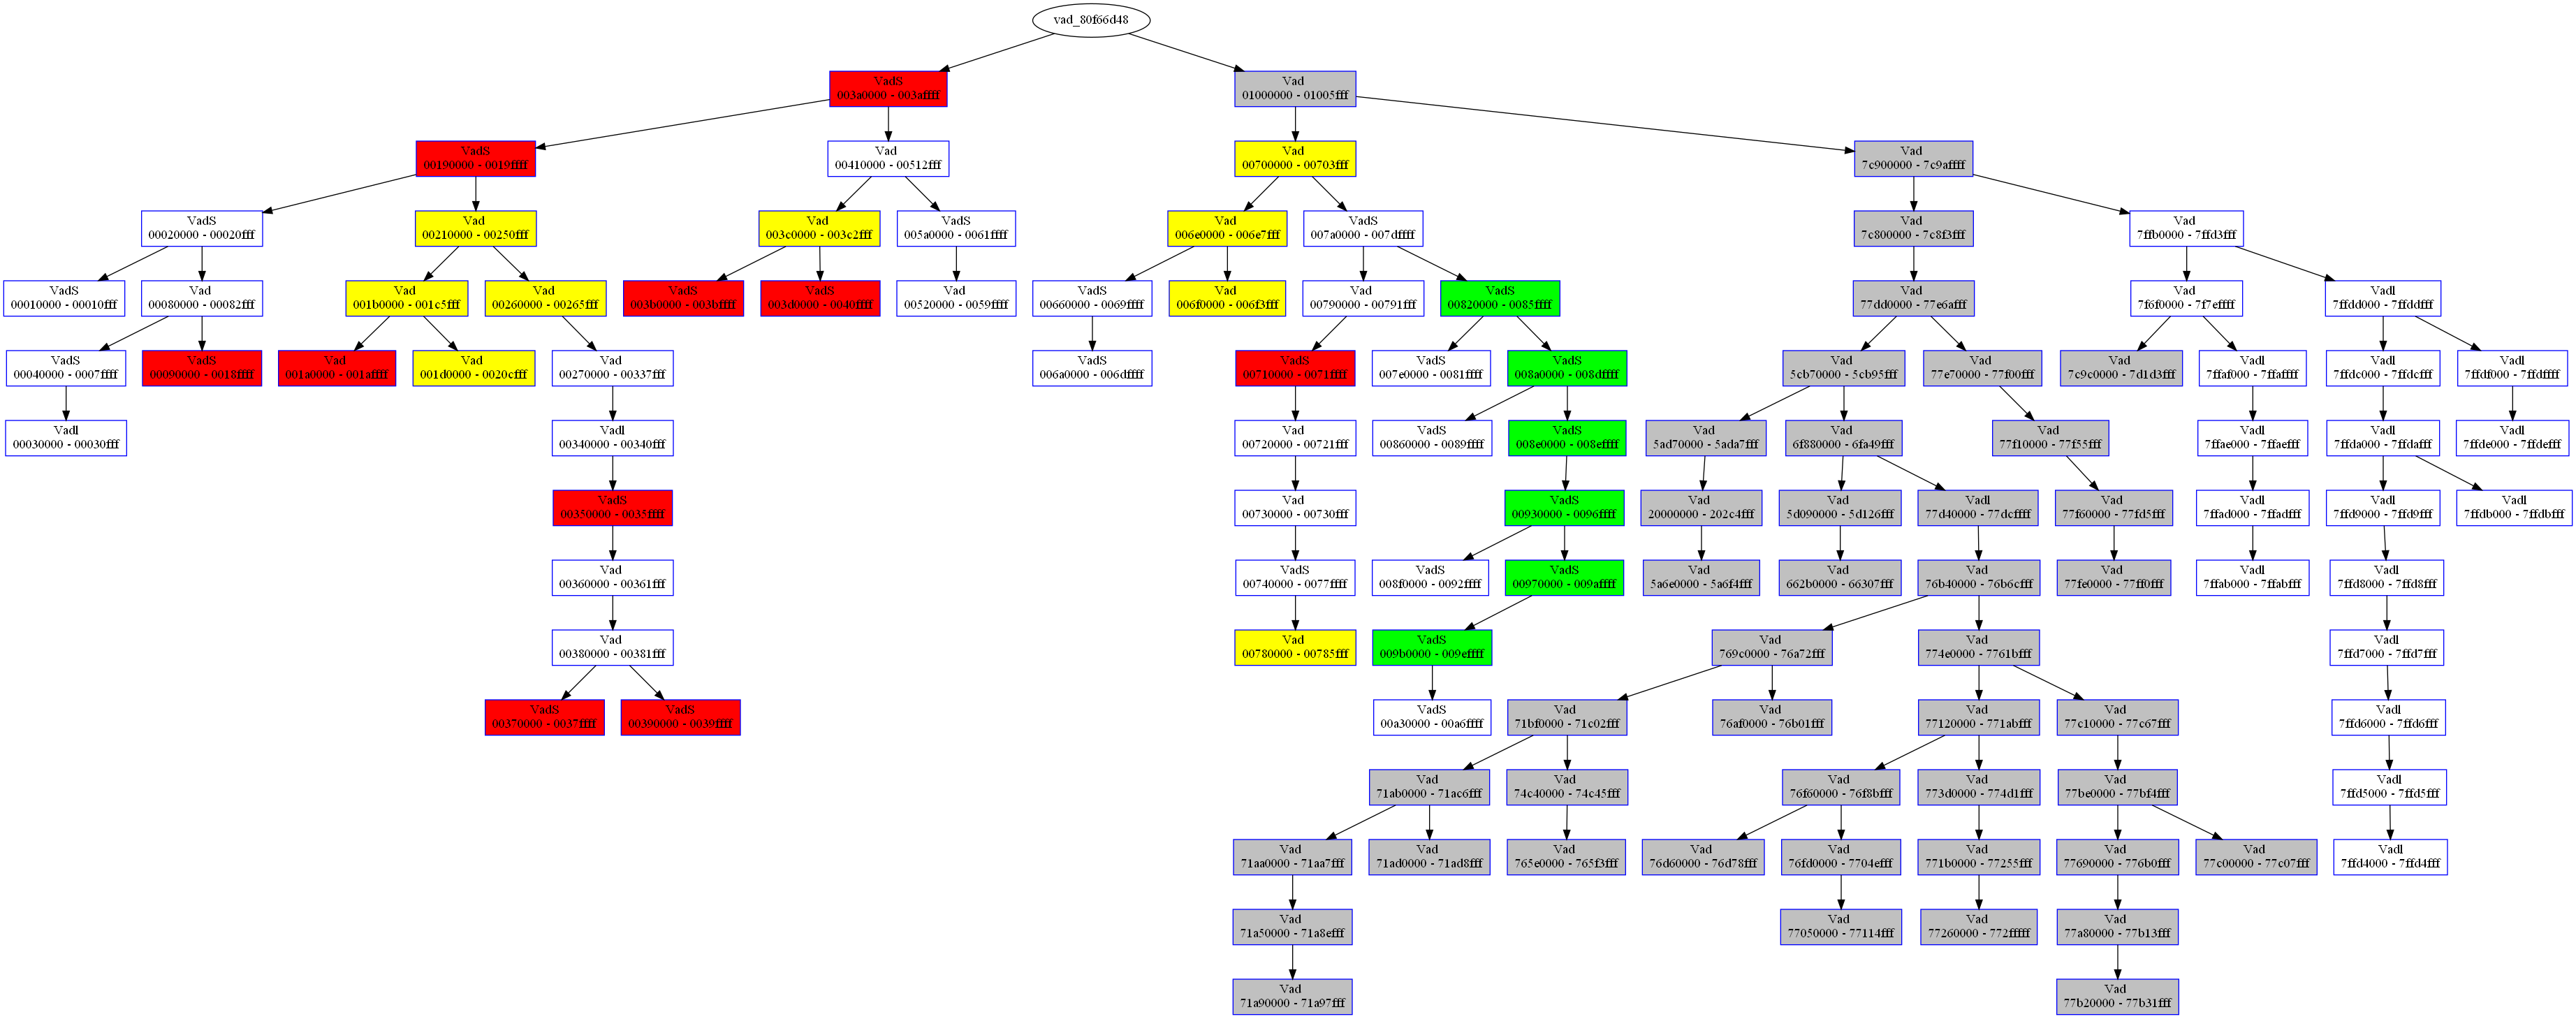 vad_80f66d48
VadS
003a0000 - 003affff
Vad
01000000 - 01005fff
VadS
00190000 - 0019ffff
Vad
00410000 - 00512fff
Vad
00700000 - 00703fff
Vad
7c900000 - 7c9affff
VadS
00020000 - 00020fff
Vad
00210000 - 00250fff
Vad
003c0000 - 003c2fff
VadS
005a0000 - 0061ffff
Vad
006e0000 - 006e7fff
VadS
007a0000 - 007dffff
Vad
7c800000 - 7c8f3fff
Vad
7ffb0000 - 7ffd3fff
VadS
00010000 - 00010fff
Vad
00080000 - 00082fff
Vad
001b0000 - 001c5fff
Vad
00260000 - 00265fff
VadS
003b0000 - 003bffff
VadS
003d0000 - 0040ffff
Vad
00520000 - 0059ffff
VadS
00660000 - 0069ffff
Vad
006f0000 - 006f3fff
Vad
00790000 - 00791fff
VadS
00820000 - 0085ffff
Vad
77dd0000 - 77e6afff
Vad
7f6f0000 - 7f7effff
Vadl
7ffdd000 - 7ffddfff
VadS
00040000 - 0007ffff
VadS
00090000 - 0018ffff
Vad
001a0000 - 001affff
Vad
001d0000 - 0020cfff
Vad
00270000 - 00337fff
VadS
006a0000 - 006dffff
VadS
00710000 - 0071ffff
VadS
007e0000 - 0081ffff
VadS
008a0000 - 008dffff
Vad
5cb70000 - 5cb95fff
Vad
77e70000 - 77f00fff
Vad
7c9c0000 - 7d1d3fff
Vadl
7ffaf000 - 7ffaffff
Vadl
7ffdc000 - 7ffdcfff
Vadl
7ffdf000 - 7ffdffff
Vadl
00030000 - 00030fff
Vadl
00340000 - 00340fff
Vad
00720000 - 00721fff
VadS
00860000 - 0089ffff
VadS
008e0000 - 008effff
Vad
5ad70000 - 5ada7fff
Vad
6f880000 - 6fa49fff
Vad
77f10000 - 77f55fff
Vadl
7ffae000 - 7ffaefff
Vadl
7ffda000 - 7ffdafff
Vadl
7ffde000 - 7ffdefff
VadS
00350000 - 0035ffff
Vad
00730000 - 00730fff
VadS
00930000 - 0096ffff
Vad
20000000 - 202c4fff
Vad
5d090000 - 5d126fff
Vadl
77d40000 - 77dcffff
Vad
77f60000 - 77fd5fff
Vadl
7ffad000 - 7ffadfff
Vadl
7ffd9000 - 7ffd9fff
Vadl
7ffdb000 - 7ffdbfff
Vad
00360000 - 00361fff
VadS
00740000 - 0077ffff
VadS
008f0000 - 0092ffff
VadS
00970000 - 009affff
Vad
5a6e0000 - 5a6f4fff
Vad
662b0000 - 66307fff
Vad
76b40000 - 76b6cfff
Vad
77fe0000 - 77ff0fff
Vadl
7ffab000 - 7ffabfff
Vadl
7ffd8000 - 7ffd8fff
Vad
00380000 - 00381fff
Vad
00780000 - 00785fff
VadS
009b0000 - 009effff
Vad
769c0000 - 76a72fff
Vad
774e0000 - 7761bfff
Vadl
7ffd7000 - 7ffd7fff
VadS
00370000 - 0037ffff
VadS
00390000 - 0039ffff
VadS
00a30000 - 00a6ffff
Vad
71bf0000 - 71c02fff
Vad
76af0000 - 76b01fff
Vad
77120000 - 771abfff
Vad
77c10000 - 77c67fff
Vadl
7ffd6000 - 7ffd6fff
Vad
71ab0000 - 71ac6fff
Vad
74c40000 - 74c45fff
Vad
76f60000 - 76f8bfff
Vad
773d0000 - 774d1fff
Vad
77be0000 - 77bf4fff
Vadl
7ffd5000 - 7ffd5fff
Vad
71aa0000 - 71aa7fff
Vad
71ad0000 - 71ad8fff
Vad
765e0000 - 765f3fff
Vad
76d60000 - 76d78fff
Vad
76fd0000 - 7704efff
Vad
771b0000 - 77255fff
Vad
77690000 - 776b0fff
Vad
77c00000 - 77c07fff
Vadl
7ffd4000 - 7ffd4fff
Vad
71a50000 - 71a8efff
Vad
77050000 - 77114fff
Vad
77260000 - 772fffff
Vad
77a80000 - 77b13fff
Vad
71a90000 - 71a97fff
Vad
77b20000 - 77b31fff